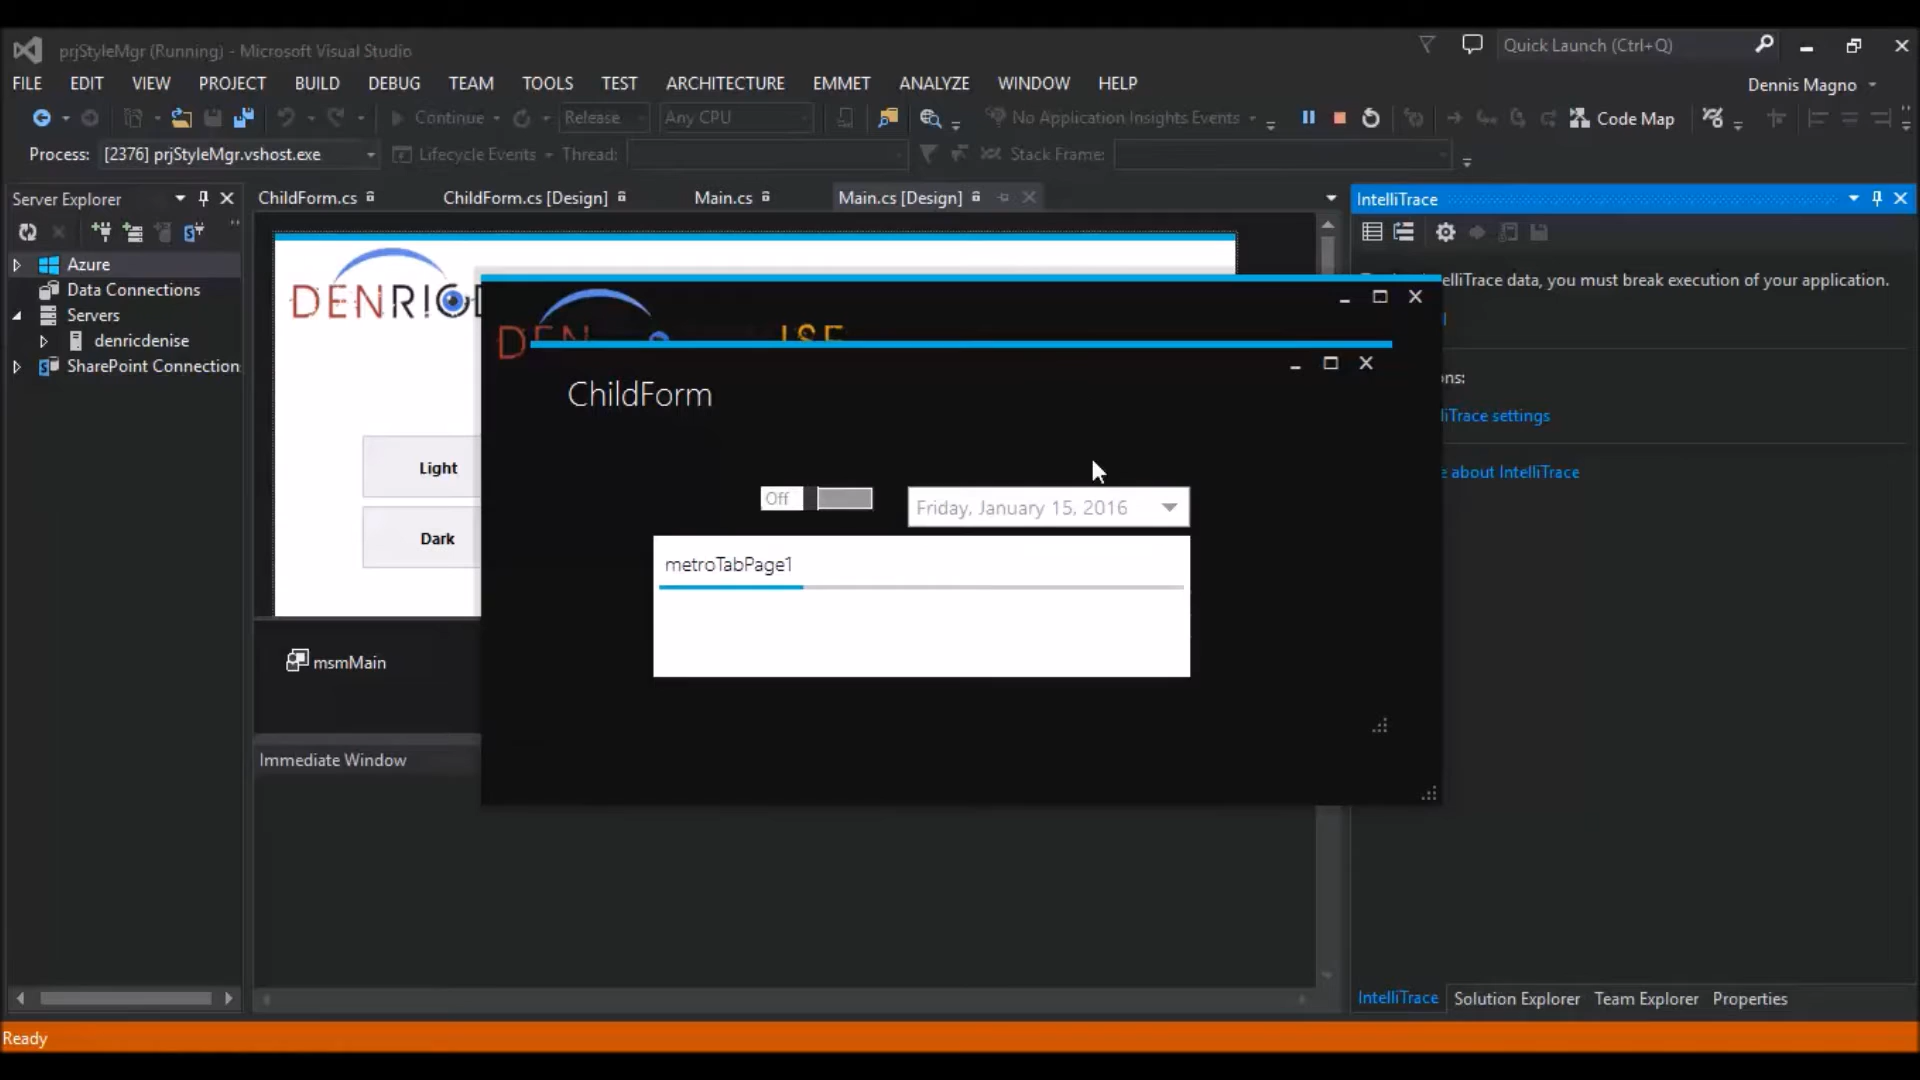 prjStyleMgr (Running) - Microsoft Visual Studio
Quick Launch (Ctrl+Q)
FILE EDIT VIEW PROJECT BUILD DEBUG TEAM TOOLS TEST ARCHITECTURE EMMET ANALYZE WINDOW HELP
Dennis Magno
Continue Release Any CPU No Application Insights Events Code Map
Process: [2376] prjStyleMgr.vshost.exe Lifecycle Events Thread: Stack Frame:
Server Explorer
ChildForm.cs ChildForm.cs [Design] Main.cs Main.cs [Design]
IntelliTrace
Azure
Data Connections
Servers
denricdenise
SharePoint Connection
DENRIC
DEN ISE
elliTrace data, you must break execution of your application.
ons:
liTrace settings
e about IntelliTrace
ChildForm
Light
Dark
Off
Friday, January 15, 2016
metroTabPage1
msmMain
Immediate Window
IntelliTrace Solution Explorer Team Explorer Properties
Ready